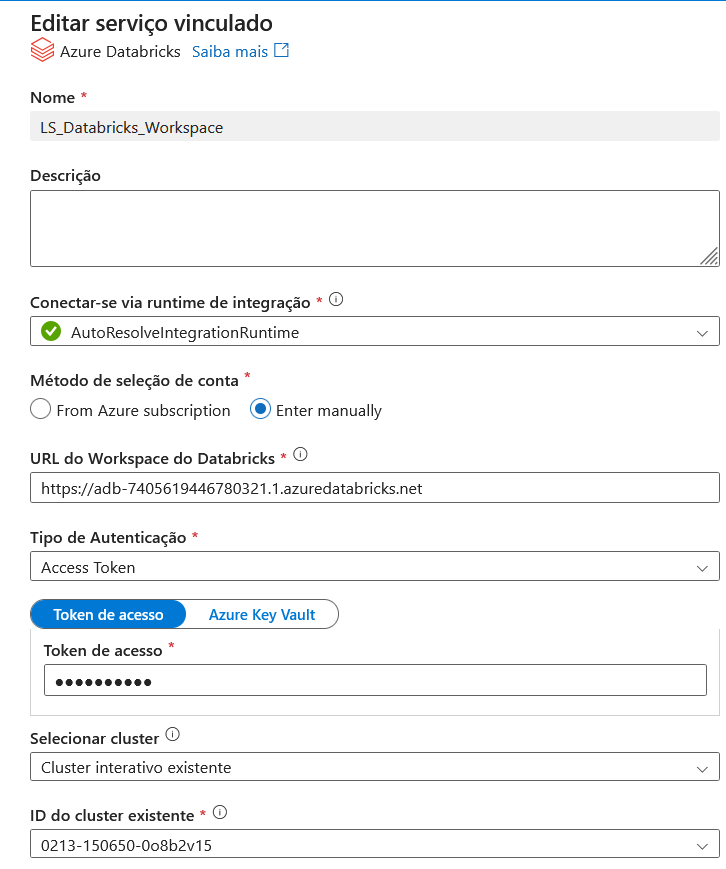 Editar serviço vinculado
Azure Databricks Saiba mais
Nome *
LS_Databricks_Workspace
Descrição
Conectar-se via runtime de integração *
AutoResolveIntegrationRuntime
Método de seleção de conta *
From Azure subscription Enter manually
URL do Workspace do Databricks *
https://adb-7405619446780321.1.azuredatabricks.net
Tipo de Autenticação *
Access Token
Token de acesso Azure Key Vault
Token de acesso *
••••••••••
Selecionar cluster
Cluster interativo existente
ID do cluster existente *
0213-150650-0o8b2v15